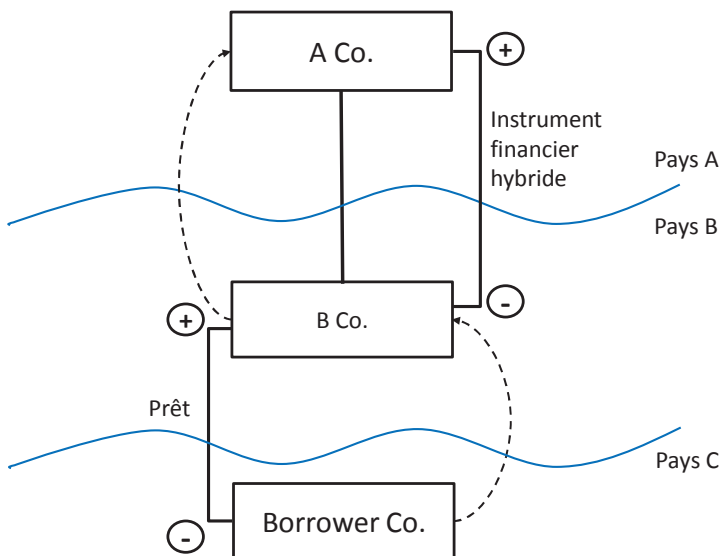 A Co.
+
Instrument
financier
hybride
Pays A
Pays B
+
B Co.
-
Prêt
Pays C
-
Borrower Co.